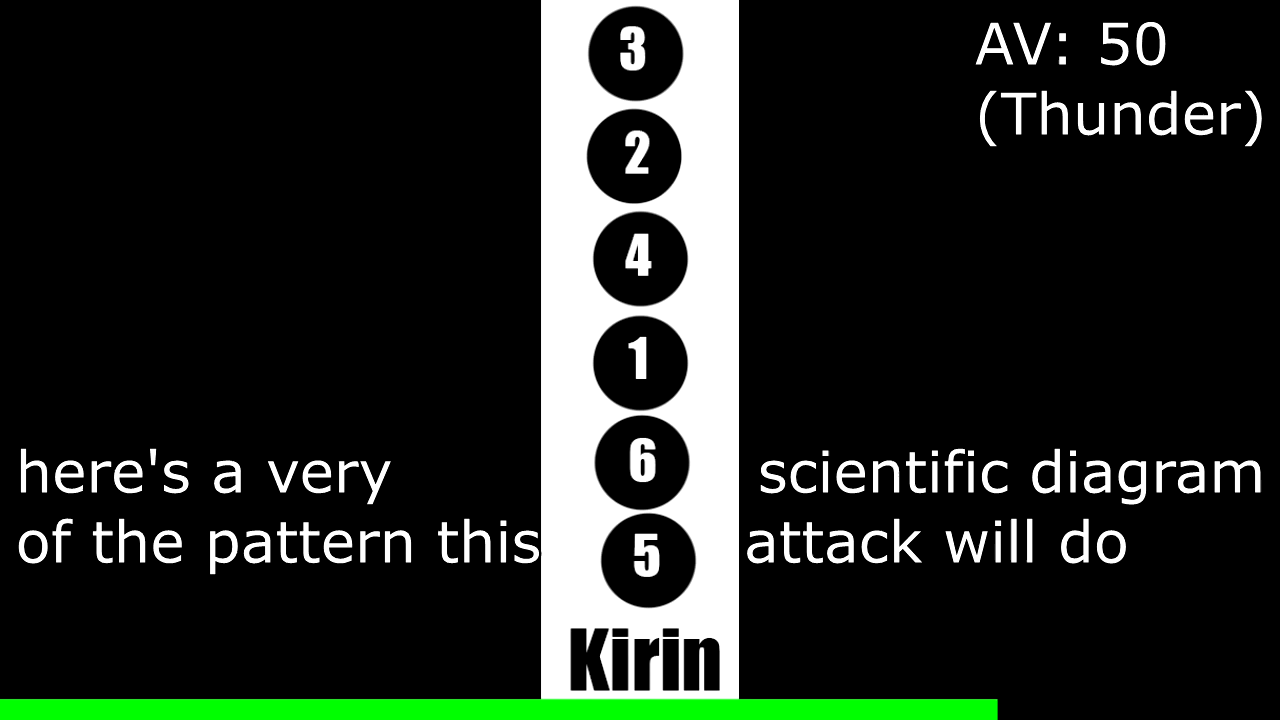 3
AV: 50
(Thunder)
2
4
1
here's a very scientific diagram
6
of the pattern this attack will do
5
Kirin